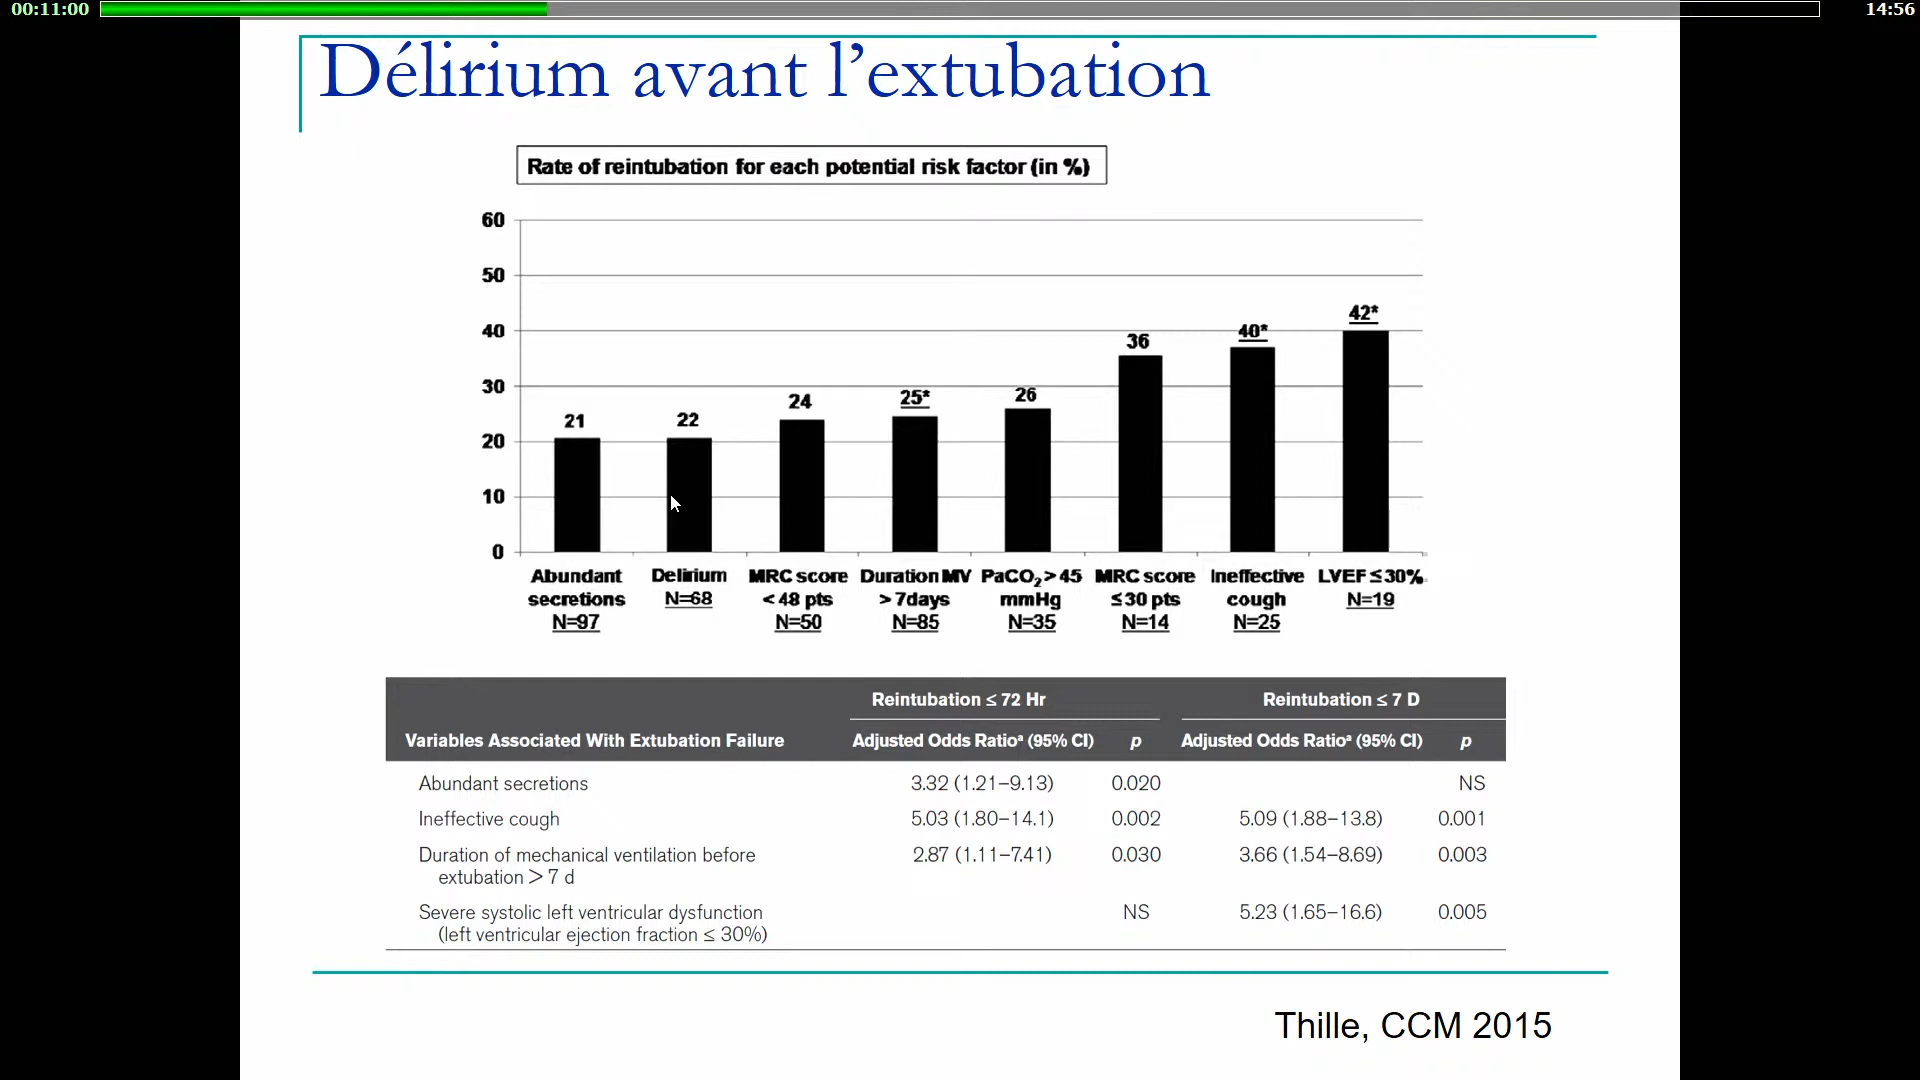 00:11:00
14:56
Délirium avant l’extubation
Rate of reintubation for each potential risk factor (in %)
60
50
40
30
20
10
0
21
22
24
25*
26
36
40*
42*
Abundant secretions N=97
Delirium N=68
MRC score < 48 pts N=50
Duration MV > 7days N=85
PaCO₂ > 45 mmHg N=35
MRC score ≤ 30 pts N=14
Ineffective cough N=25
LVEF ≤ 30% N=19
Reintubation ≤ 72 Hr Reintubation ≤ 7 D
Variables Associated With Extubation Failure Adjusted Odds Ratioᵃ (95% CI) p Adjusted Odds Ratioᵃ (95% CI) p
Abundant secretions 3.32 (1.21–9.13) 0.020 NS
Ineffective cough 5.03 (1.80–14.1) 0.002 5.09 (1.88–13.8) 0.001
Duration of mechanical ventilation before 2.87 (1.11–7.41) 0.030 3.66 (1.54–8.69) 0.003
extubation > 7 d
Severe systolic left ventricular dysfunction NS 5.23 (1.65–16.6) 0.005
(left ventricular ejection fraction ≤ 30%)
Thille, CCM 2015